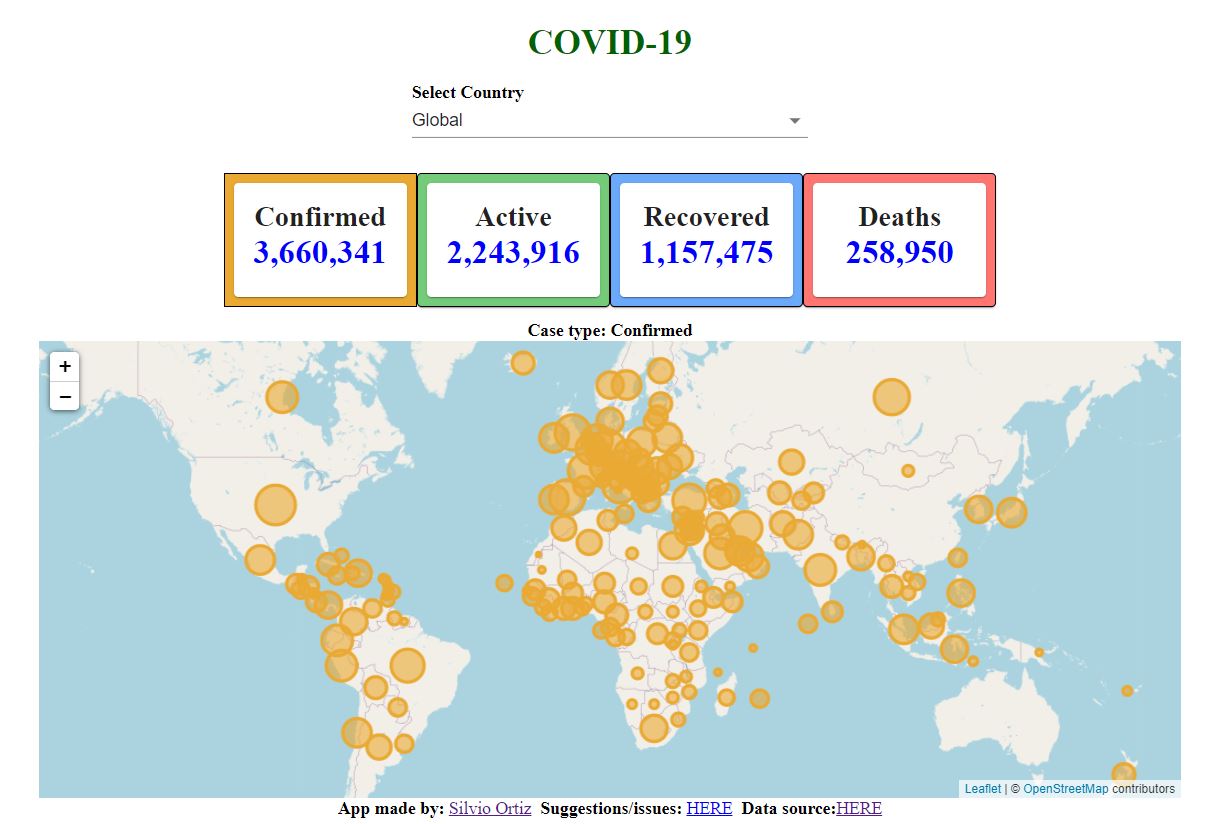 COVID-19
Select Country
Global
Confirmed
3,660,341
Active
2,243,916
Recovered
1,157,475
Deaths
258,950
Case type: Confirmed
+
−
Leaflet | © OpenStreetMap contributors
App made by: Silvio Ortiz Suggestions/issues: HERE Data source:HERE